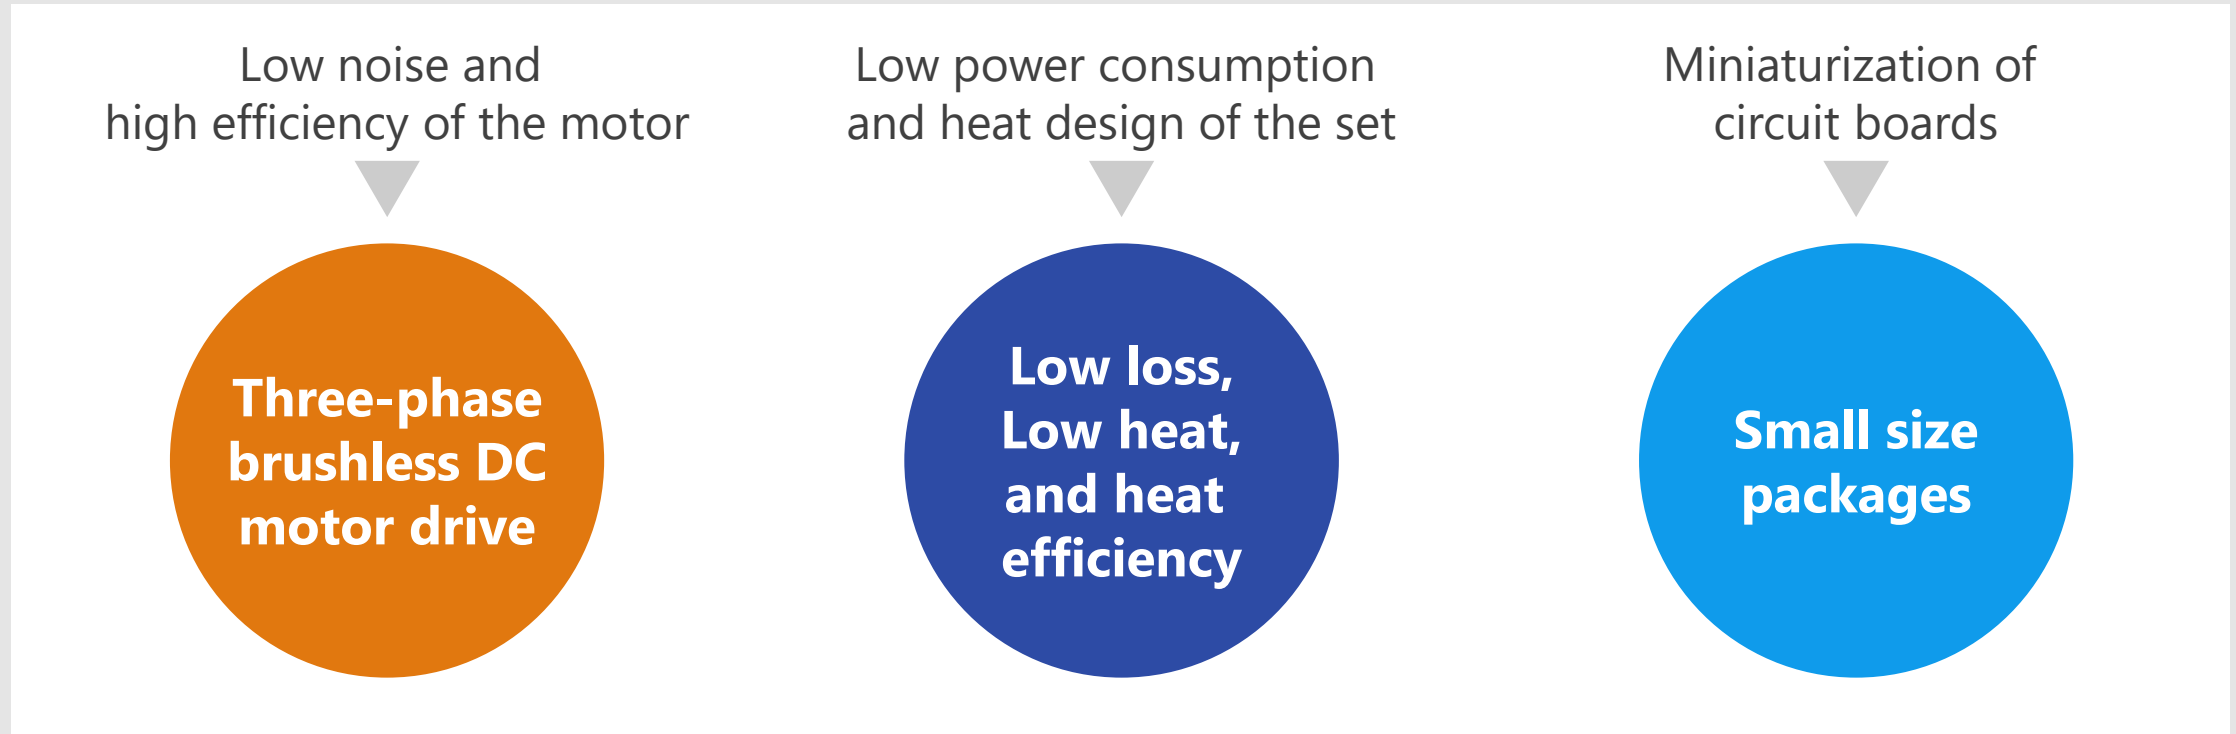 Low noise and
high efficiency of the motor
Three-phase
brushless DC
motor drive
Low power consumption
and heat design of the set
Low loss,
Low heat,
and heat
efficiency
Miniaturization of
circuit boards
Small size
packages